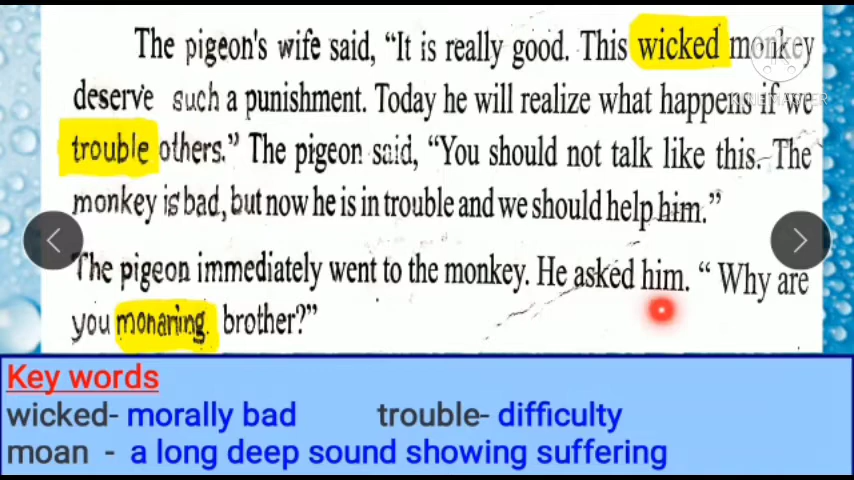 The pigeon's wife said, “It is really good. This wicked monkey
KINEMASTER
deserve such a punishment. Today he will realize what happens if we
trouble others.” The pigeon said, “You should not talk like this. The
monkey is bad, but now he is in trouble and we should help him.”
The pigeon immediately went to the monkey. He asked him. “ Why are
you monaring. brother?”
Key words
wicked- morally bad trouble- difficulty
moan - a long deep sound showing suffering